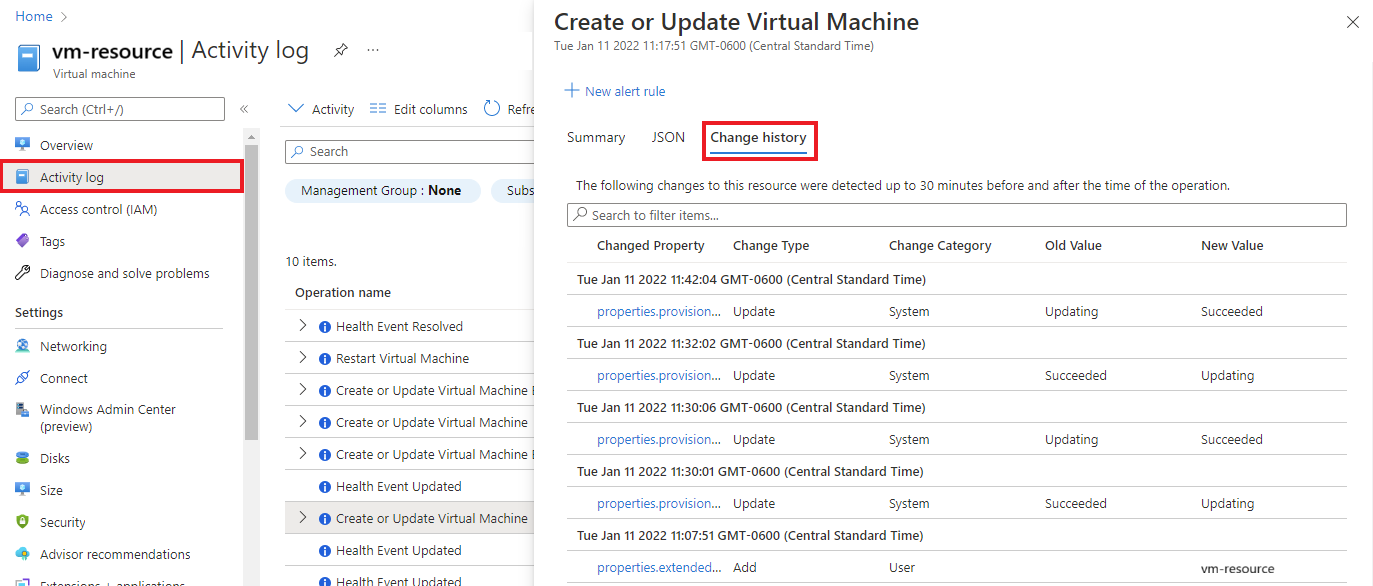 Home
vm-resource | Activity log
Virtual machine
Search (Ctrl+/)
Overview
Activity log
Access control (IAM)
Tags
Diagnose and solve problems
Settings
Networking
Connect
Windows Admin Center
(preview)
Disks
Size
Security
Advisor recommendations
Extensions + applications
Activity
Edit columns
Refre
Search
Management Group : None
Subs
10 items.
Operation name
Health Event Resolved
Restart Virtual Machine
Create or Update Virtual Machine E
Create or Update Virtual Machine
Create or Update Virtual Machine E
Health Event Updated
Create or Update Virtual Machine
Health Event Updated
Health Event Updated
Create or Update Virtual Machine
Tue Jan 11 2022 11:17:51 GMT-0600 (Central Standard Time)
New alert rule
Summary JSON Change history
The following changes to this resource were detected up to 30 minutes before and after the time of the operation.
Search to filter items...
Changed Property Change Type Change Category Old Value New Value
Tue Jan 11 2022 11:42:04 GMT-0600 (Central Standard Time)
properties.provision... Update System Updating Succeeded
Tue Jan 11 2022 11:32:02 GMT-0600 (Central Standard Time)
properties.provision... Update System Succeeded Updating
Tue Jan 11 2022 11:30:06 GMT-0600 (Central Standard Time)
properties.provision... Update System Updating Succeeded
Tue Jan 11 2022 11:30:01 GMT-0600 (Central Standard Time)
properties.provision... Update System Succeeded Updating
Tue Jan 11 2022 11:07:51 GMT-0600 (Central Standard Time)
properties.extended... Add User vm-resource